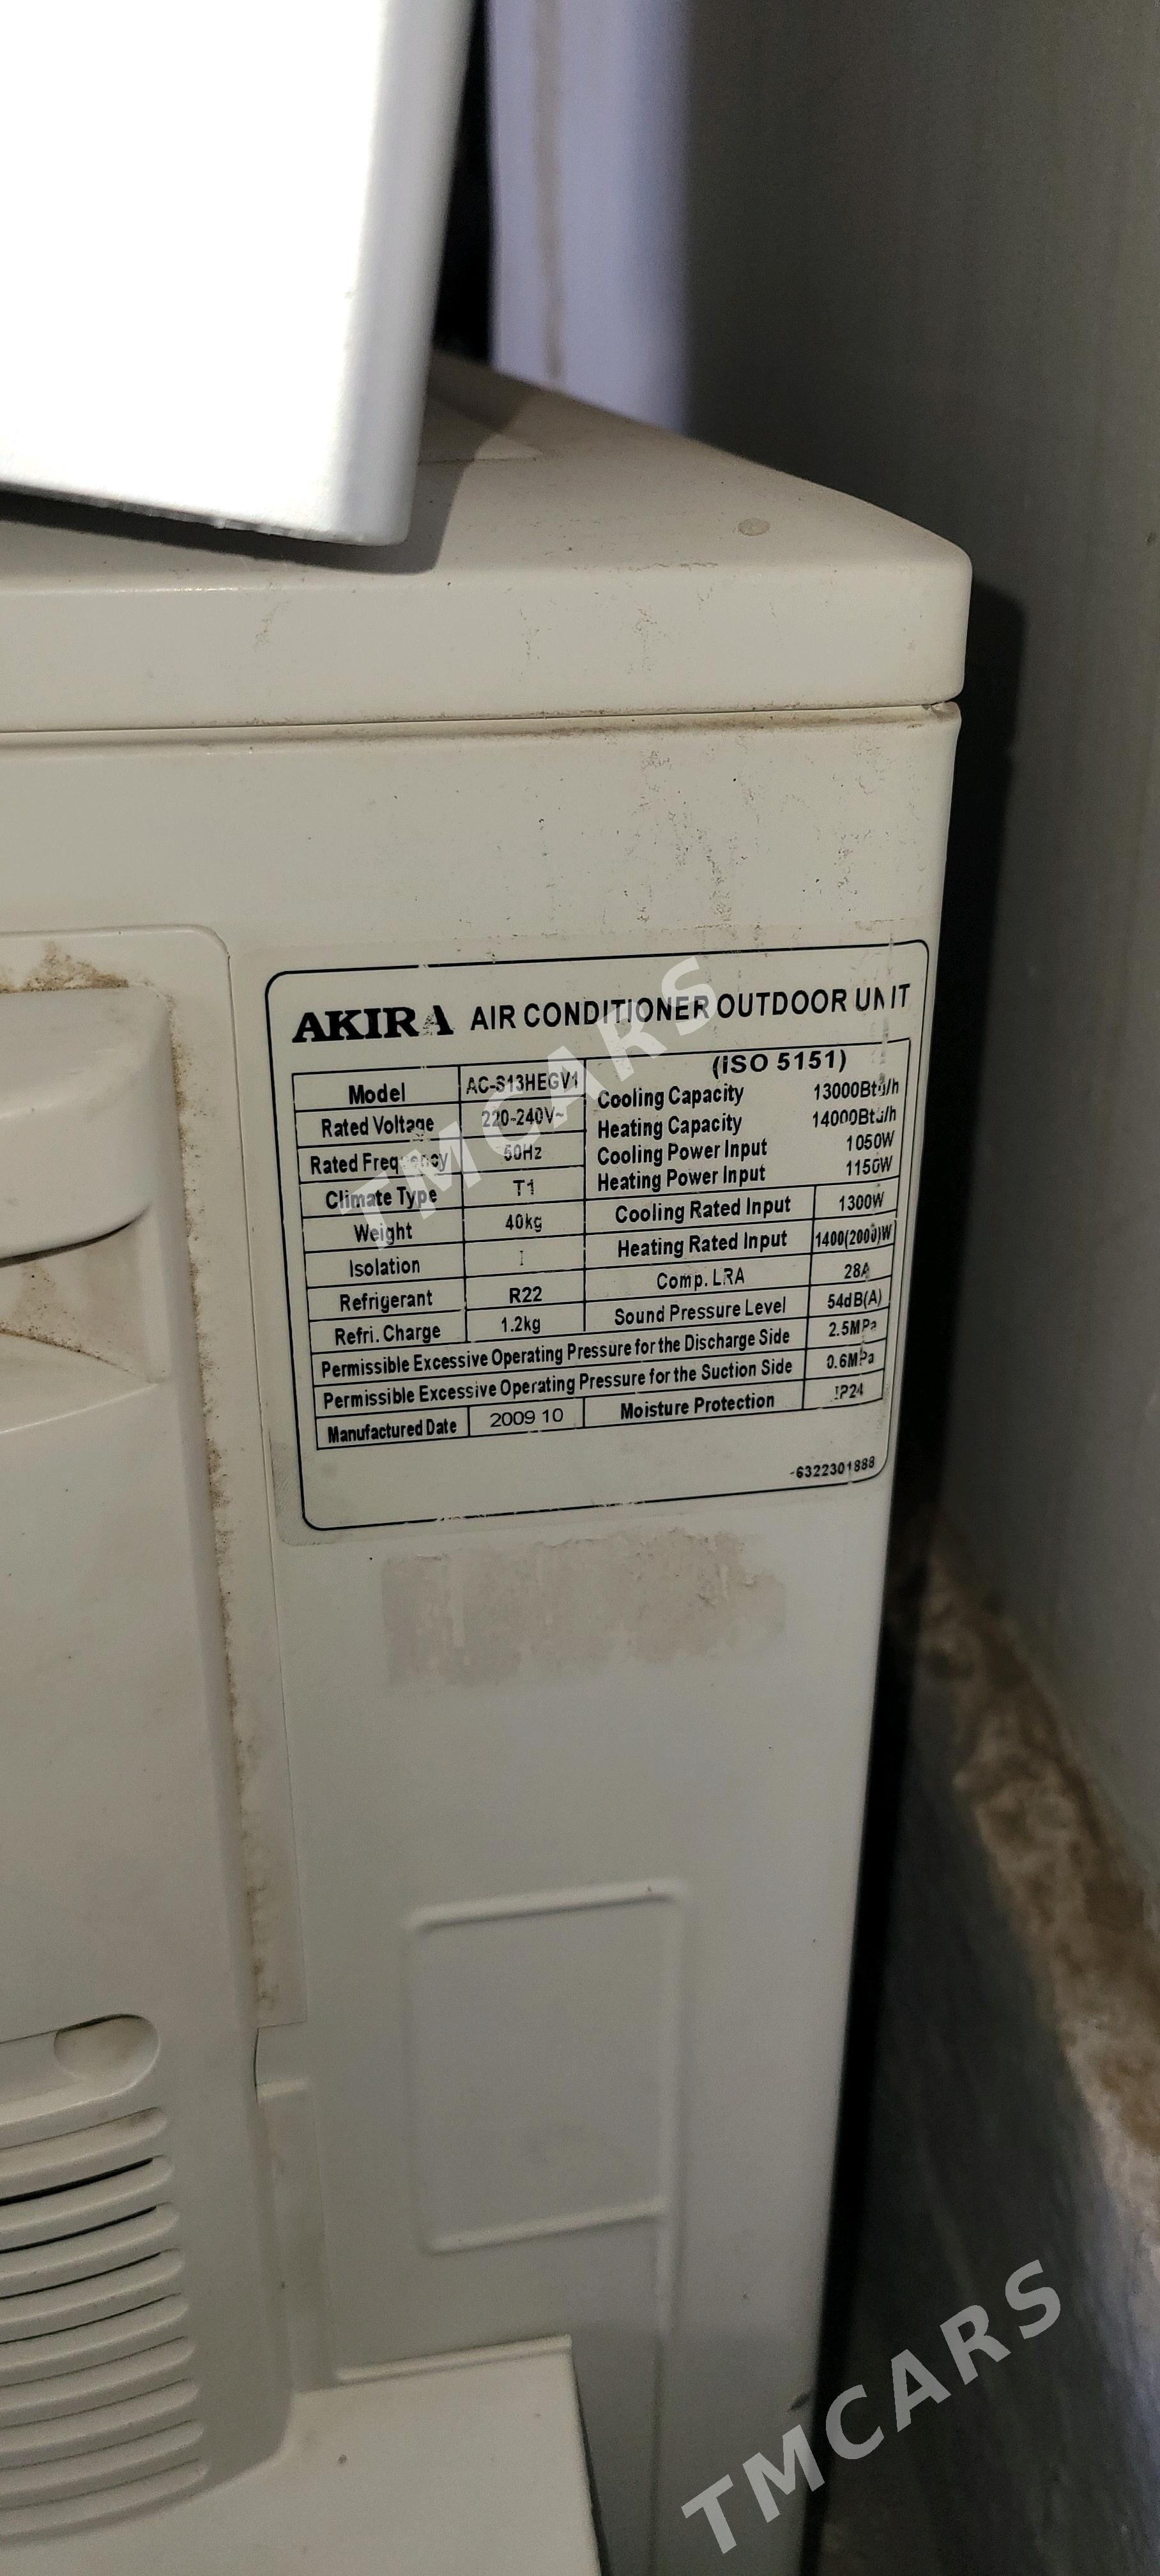 AKIRA AIR CONDITIONER OUTDOOR UNIT
(ISO 5151)
Model AC-S13HEGV1
Cooling Capacity 13000Btu/h
Rated Voltage 220-240V~
Heating Capacity 14000Btu/h
Cooling Power Input 1050W
Rated Frequency 50Hz
Heating Power Input 1150W
Climate Type T1
Cooling Rated Input 1300W
Weight 40kg
Heating Rated Input 1400(2000)W
Isolation I
Comp. LRA 28A
Refrigerant R22
Sound Pressure Level 54dB(A)
Refri. Charge 1.2kg
Permissible Excessive Operating Pressure for the Discharge Side 2.5MPa
Permissible Excessive Operating Pressure for the Suction Side 0.6MPa
Manufactured Date 2009 10 Moisture Protection IP24
-6322301888
TMCARS
TMCARS